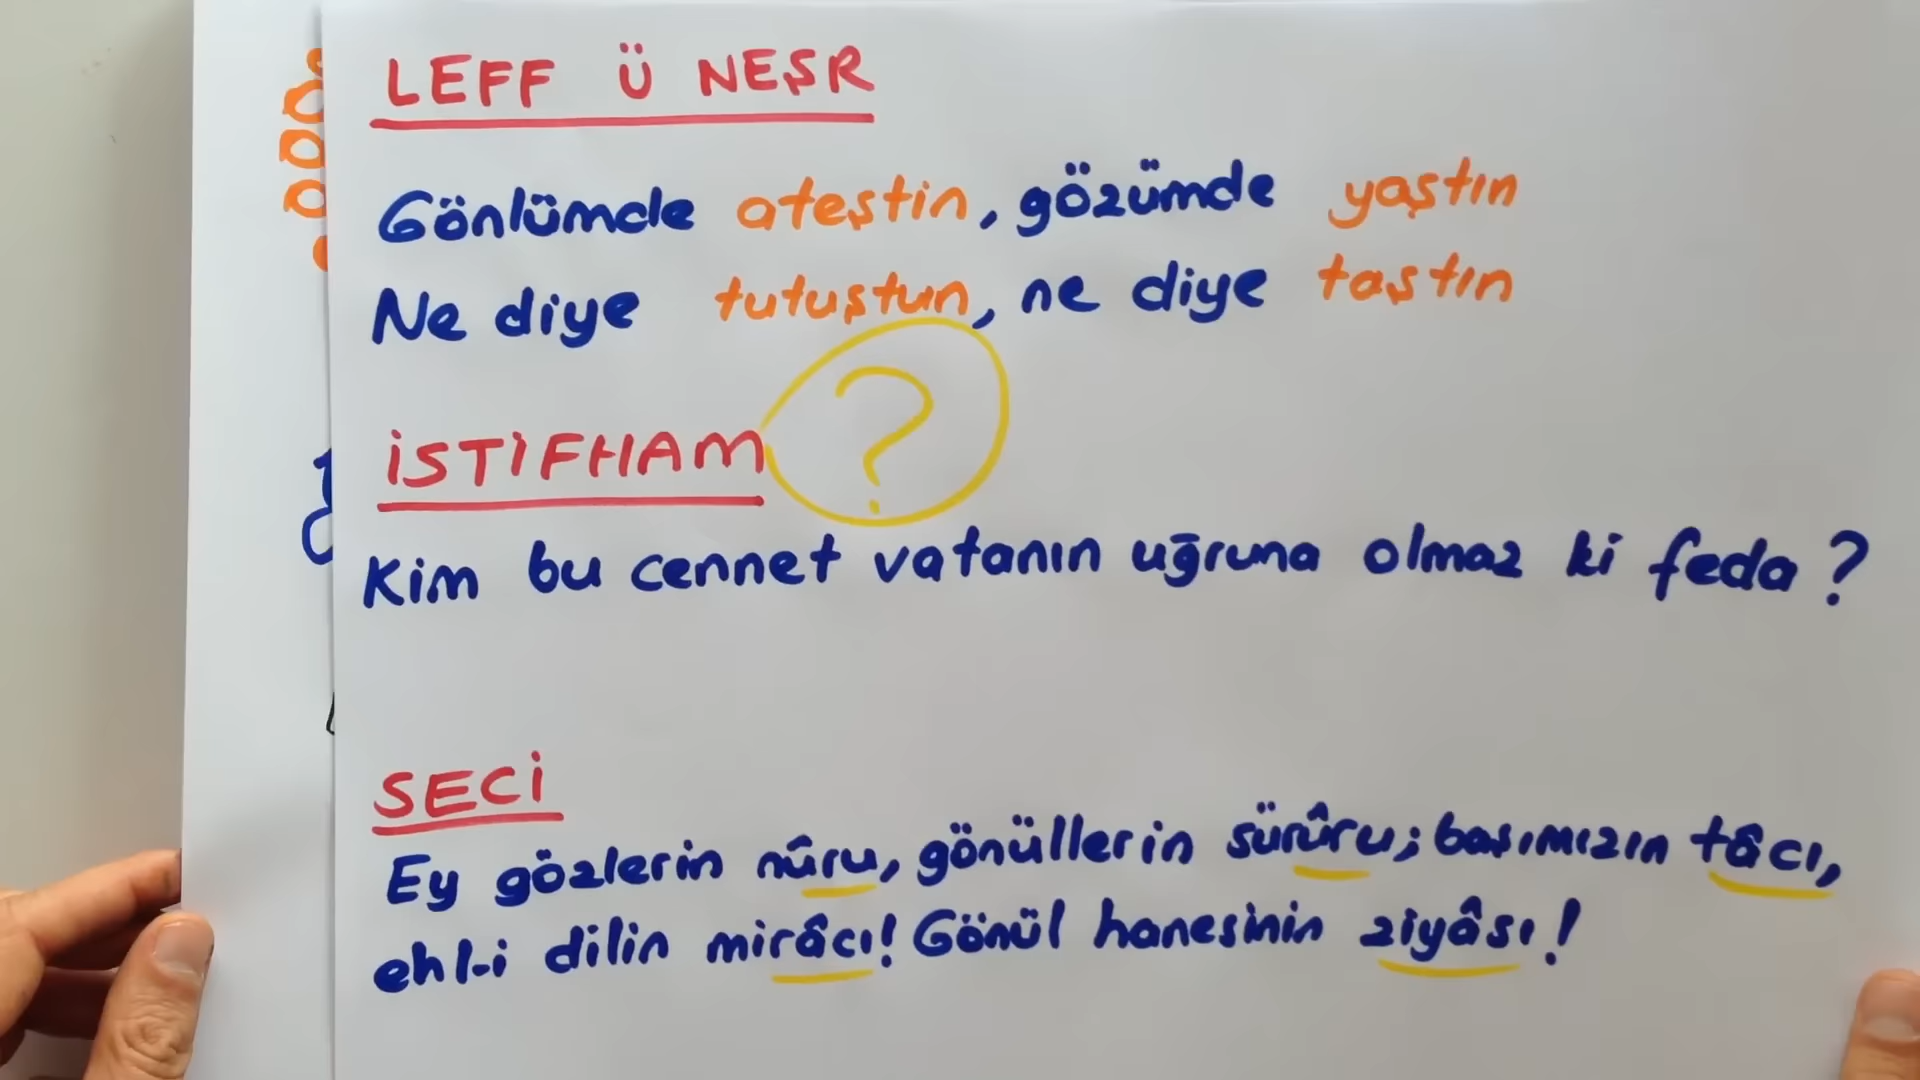 LEFF Ü NEŞR
Gönlümde ateştin, gözümde yaştın
Ne diye tutuştun, ne diye taştın
İSTİFHAM ?
Kim bu cennet vatanın uğruna olmaz ki feda ?
SECİ
Ey gözlerin nûru, gönüllerin sürûru; başımızın tâcı,
ehl-i dilin mirâcı! Gönül hanesinin ziyâsı!